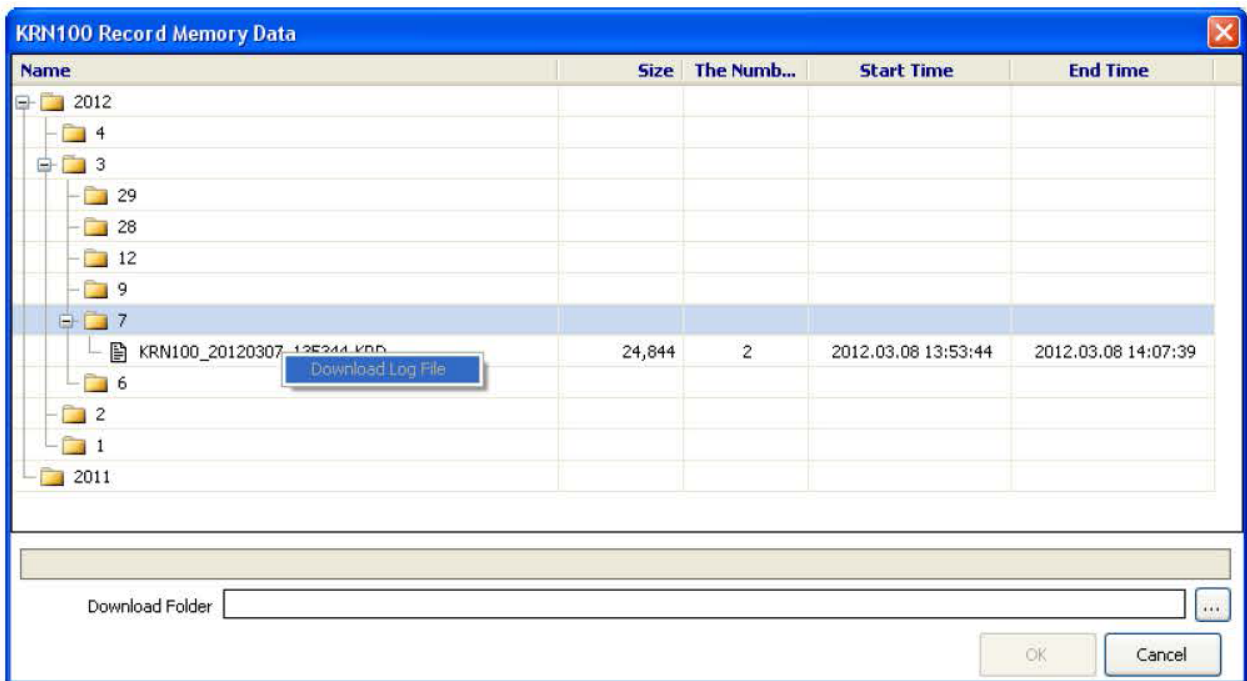 KRN100 Record Memory Data
Name Size The Numb... Start Time End Time
2012
4
3
29
28
12
9
7
24,844 2 2012.03.08 13:53:44 2012.03.08 14:07:39
Download Log File
6
2
1
2011
Download Folder ...
OK Cancel